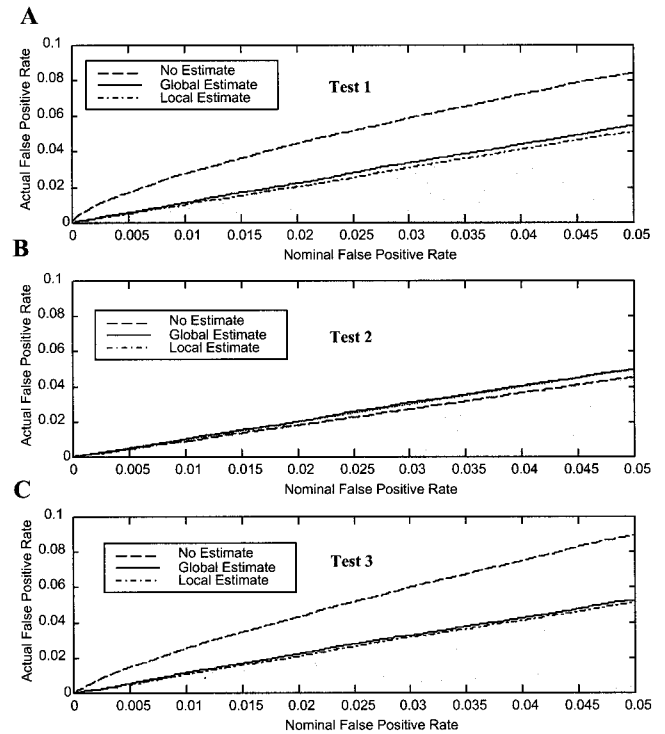 A
Actual False Positive Rate
0.1
0.08
0.06
0.04
0.02
0
No Estimate
Global Estimate
Local Estimate
Test 1
0 0.005 0.01 0.015 0.02 0.025 0.03 0.035 0.04 0.045 0.05
Nominal False Positive Rate
B
Actual False Positive Rate
0.1
0.08
0.06
0.04
0.02
0
No Estimate
Global Estimate
Local Estimate
Test 2
0 0.005 0.01 0.015 0.02 0.025 0.03 0.035 0.04 0.045 0.05
Nominal False Positive Rate
C
Actual False Positive Rate
0.1
0.08
0.06
0.04
0.02
0
No Estimate
Global Estimate
Local Estimate
Test 3
0 0.005 0.01 0.015 0.02 0.025 0.03 0.035 0.04 0.045 0.05
Nominal False Positive Rate